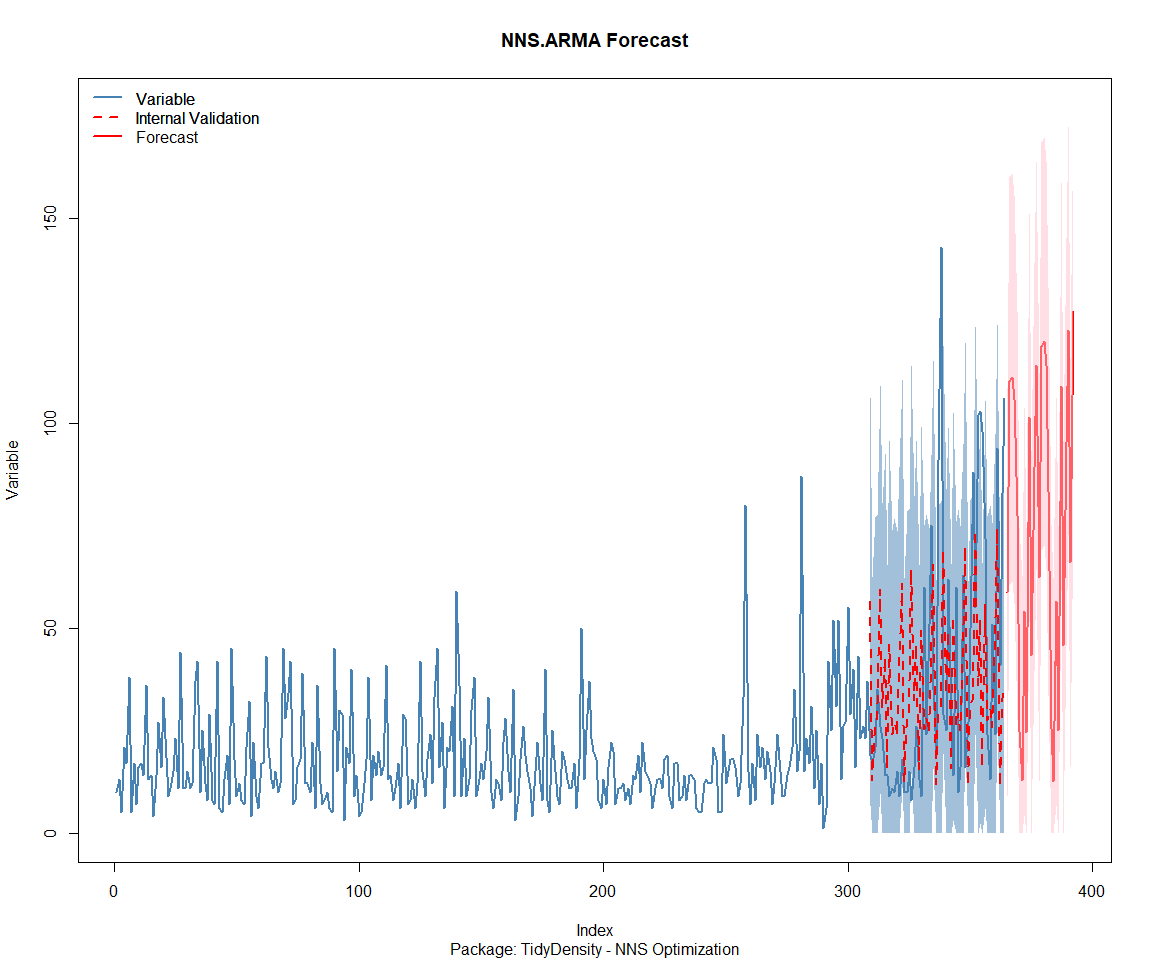 NNS.ARMA Forecast
Variable
Internal Validation
Forecast
Variable
150
100
50
0
0
100
200
300
400
Index
Package: TidyDensity - NNS Optimization